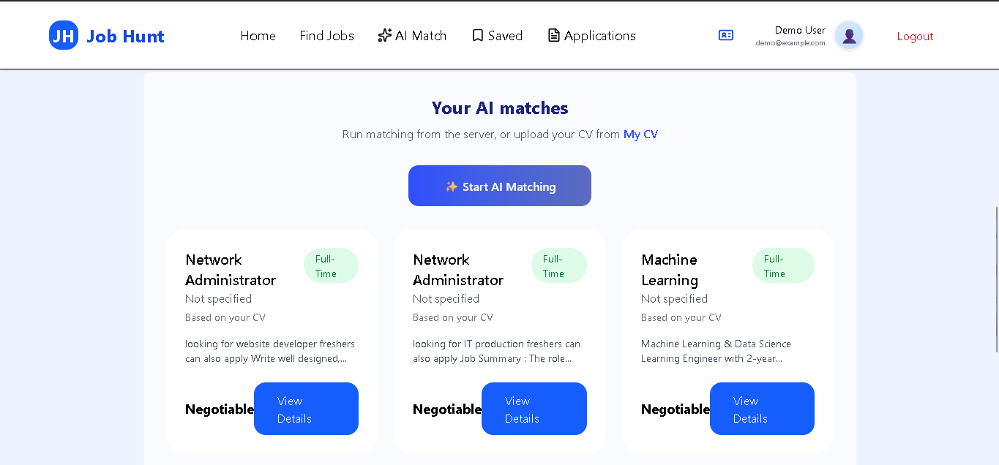 JH Job Hunt
Home Find Jobs AI Match Saved Applications
Demo User
demo@example.com
Logout
Your AI matches
Run matching from the server, or upload your CV from My CV
✨ Start AI Matching
Network
Administrator
Full-
Time
Not specified
Based on your CV
looking for website developer freshers
can also apply Write well designed,...
Negotiable
View
Details
Network
Administrator
Full-
Time
Not specified
Based on your CV
looking for IT production freshers can
also apply Job Summary : The role...
Negotiable
View
Details
Machine
Learning
Full-
Time
Not specified
Based on your CV
Machine Learning & Data Science
Learning Engineer with 2-year...
Negotiable
View
Details